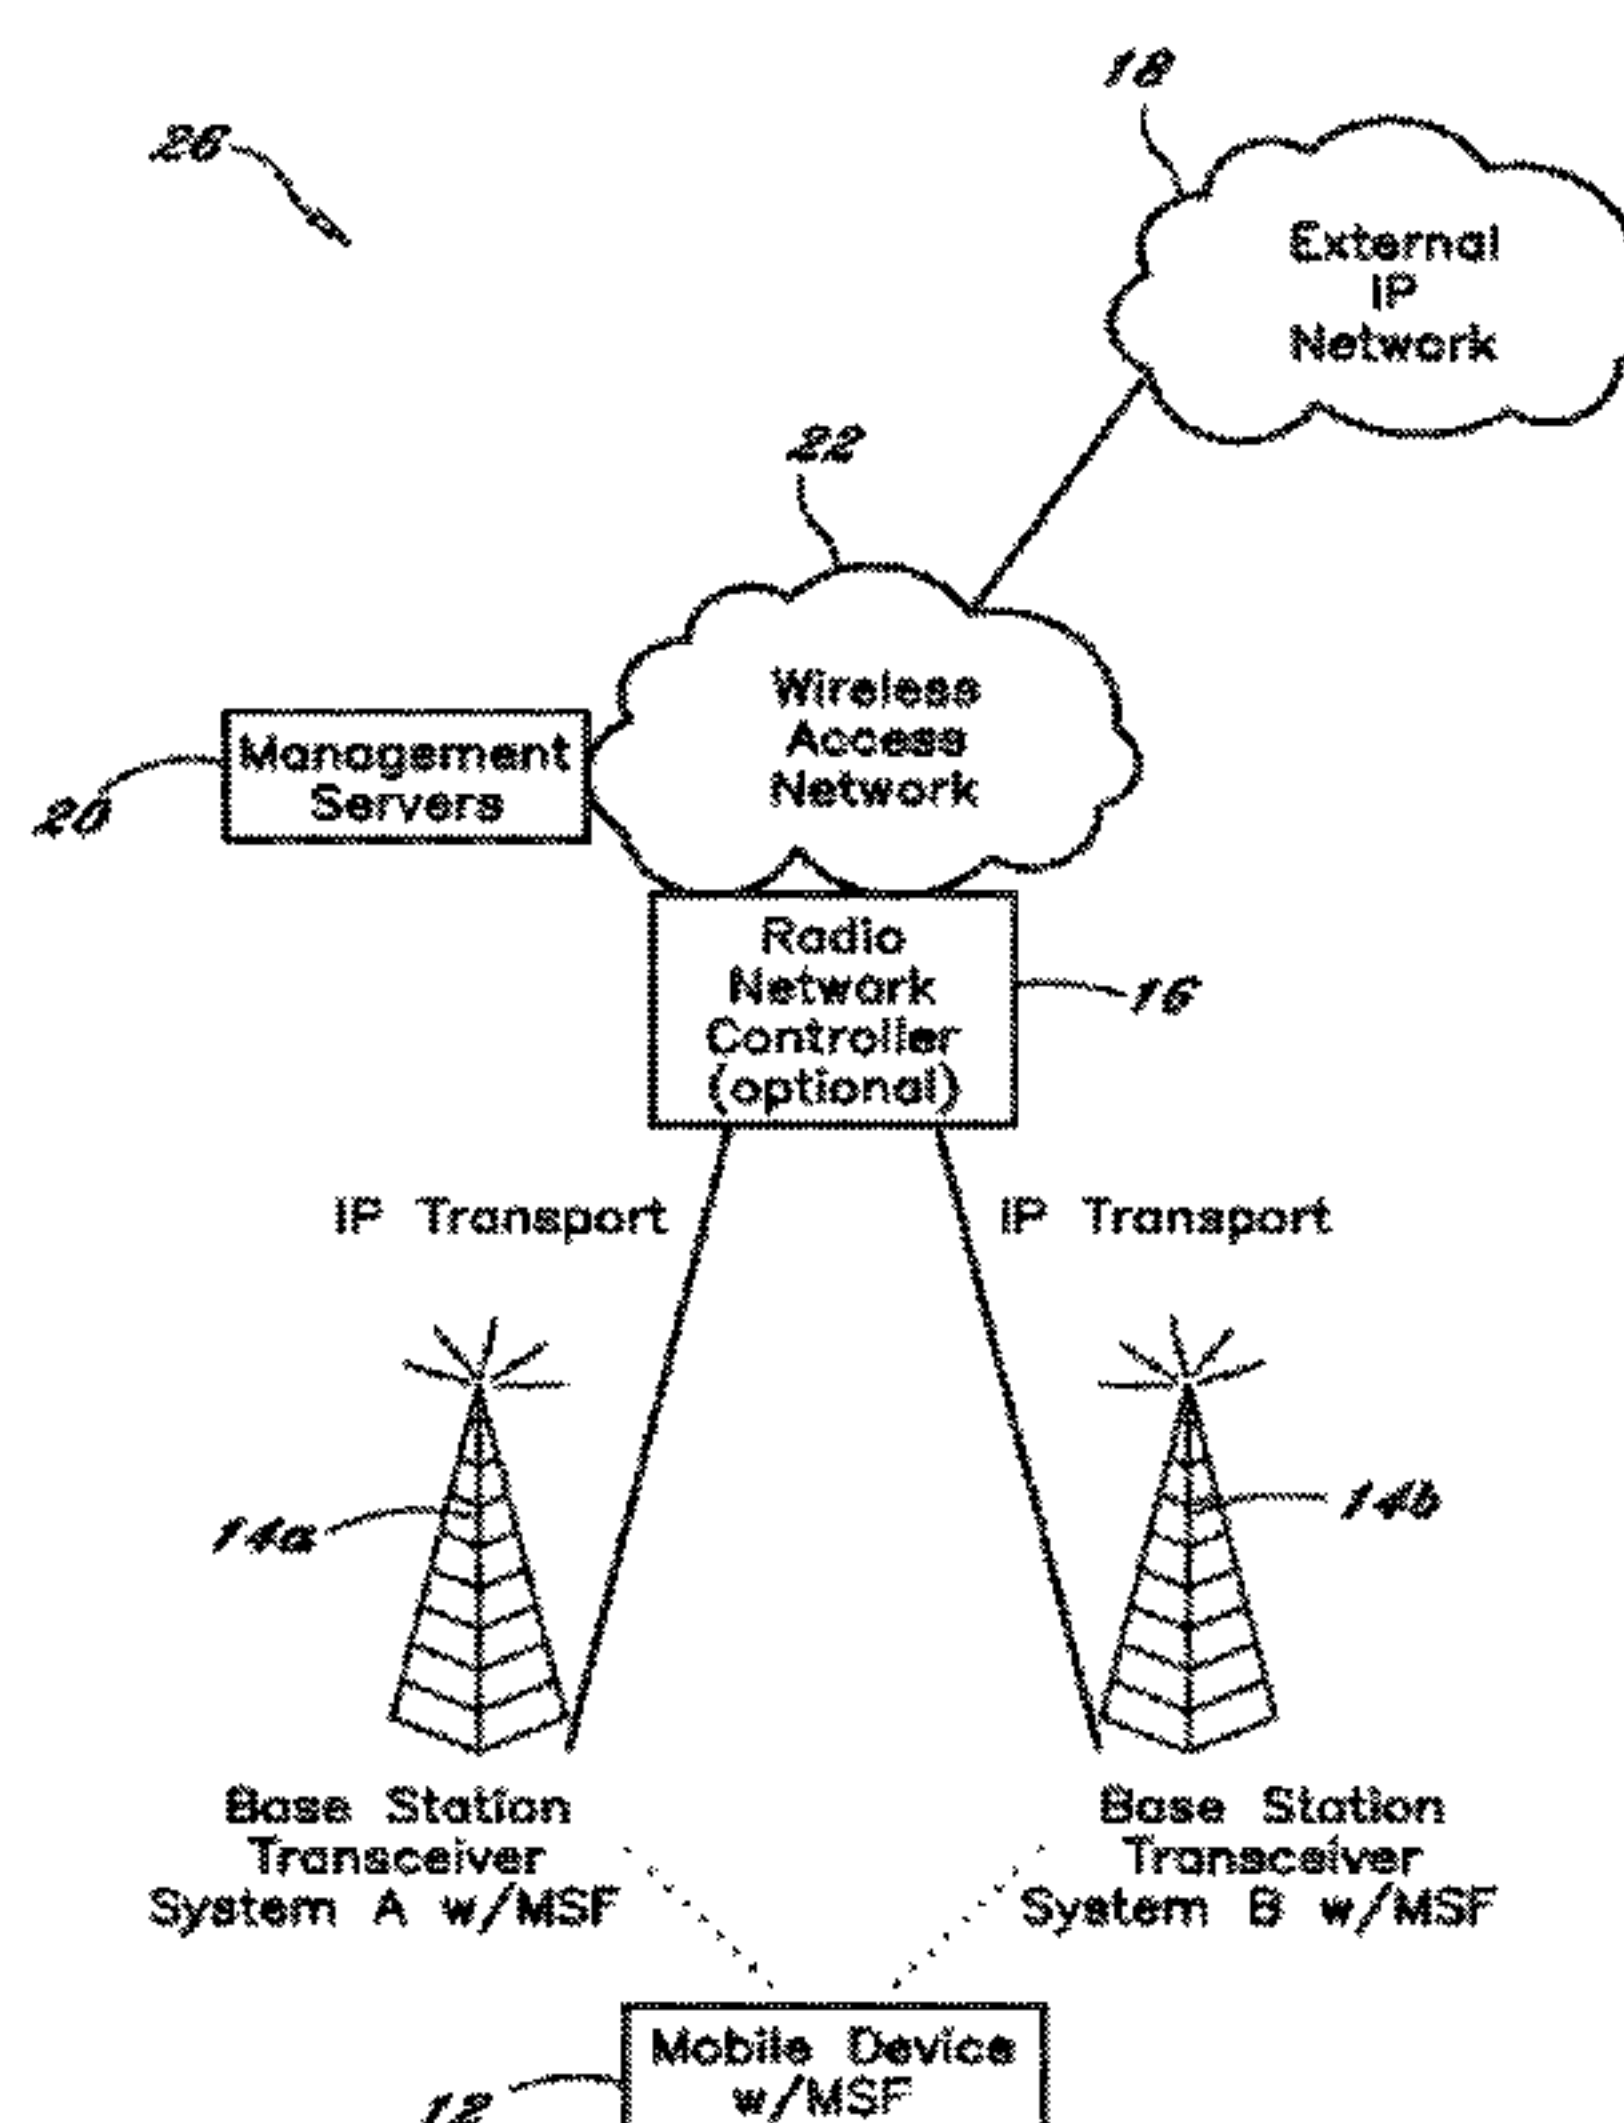 18
26
External
IP
Network
22
Wireless
Access
Network
Management
Servers
20
Radio
Network
Controller
(optional)
16
IP Transport
IP Transport
14a
14b
Base Station
Transceiver
System A w/MSF
Base Station
Transceiver
System B w/MSF
Mobile Device
w/MSF
12